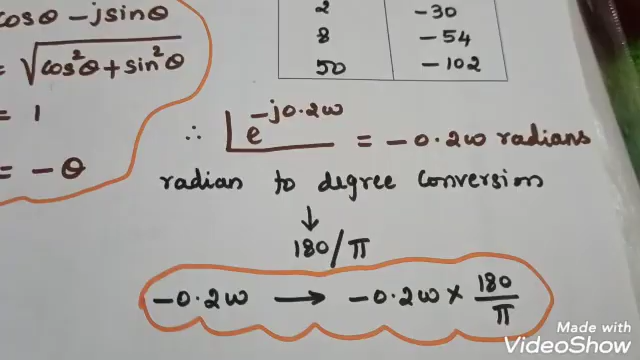 cosθ - jsinθ
= √cos²θ + sin²θ
= 1
= - θ
2 -30
8 -54
50 -102
∴ ∠e^-j0.2ω = -0.2ω radians
radian to degree conversion
↓
180/π
-0.2ω → -0.2ω × 180/π
Made with
VideoShow